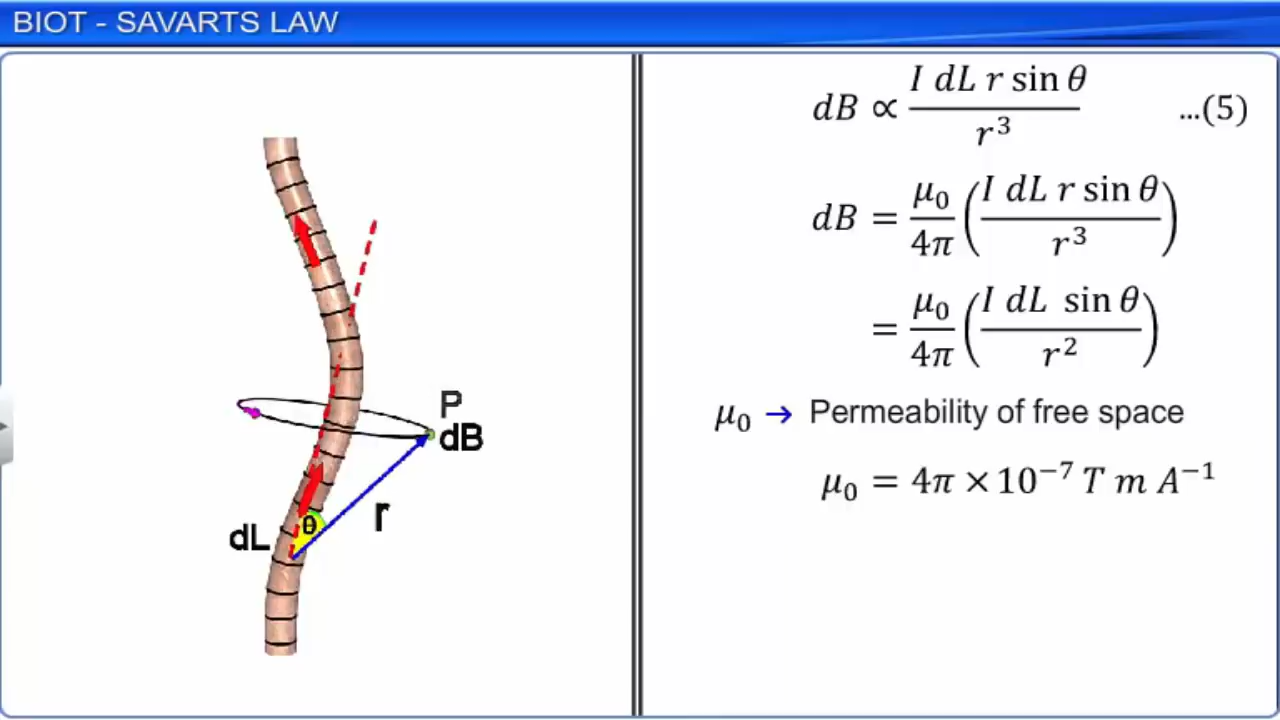 BIOT - SAVARTS LAW
P
dB
r
θ
dL
dB ∝ I dL r sin θ / r³ ...(5)
dB = μ₀/4π (I dL r sin θ / r³)
= μ₀/4π (I dL sin θ / r²)
μ₀ → Permeability of free space
μ₀ = 4π × 10⁻⁷ T m A⁻¹